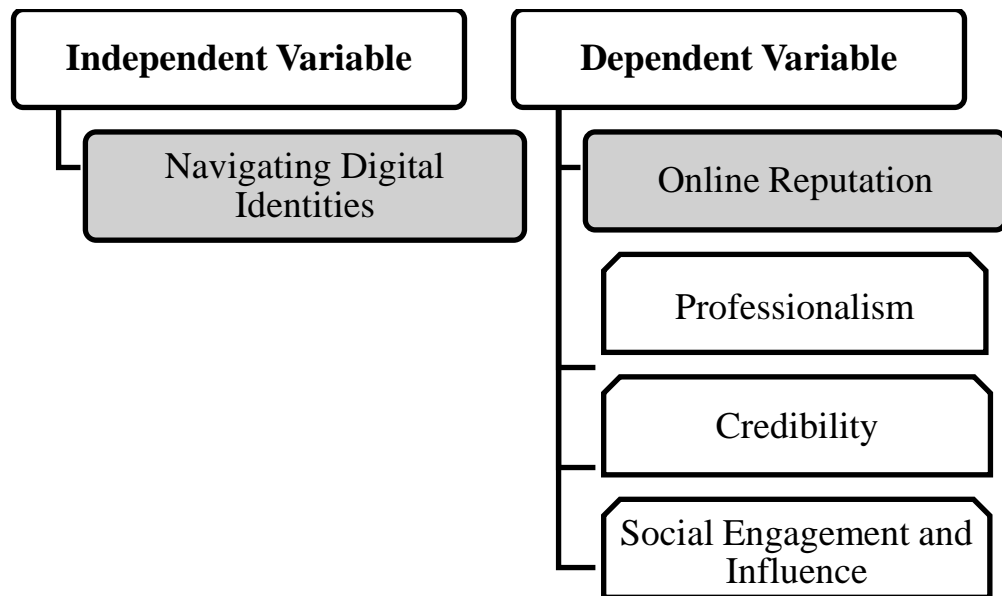 Independent Variable
Navigating Digital
Identities
Dependent Variable
Online Reputation
Professionalism
Credibility
Social Engagement and
Influence